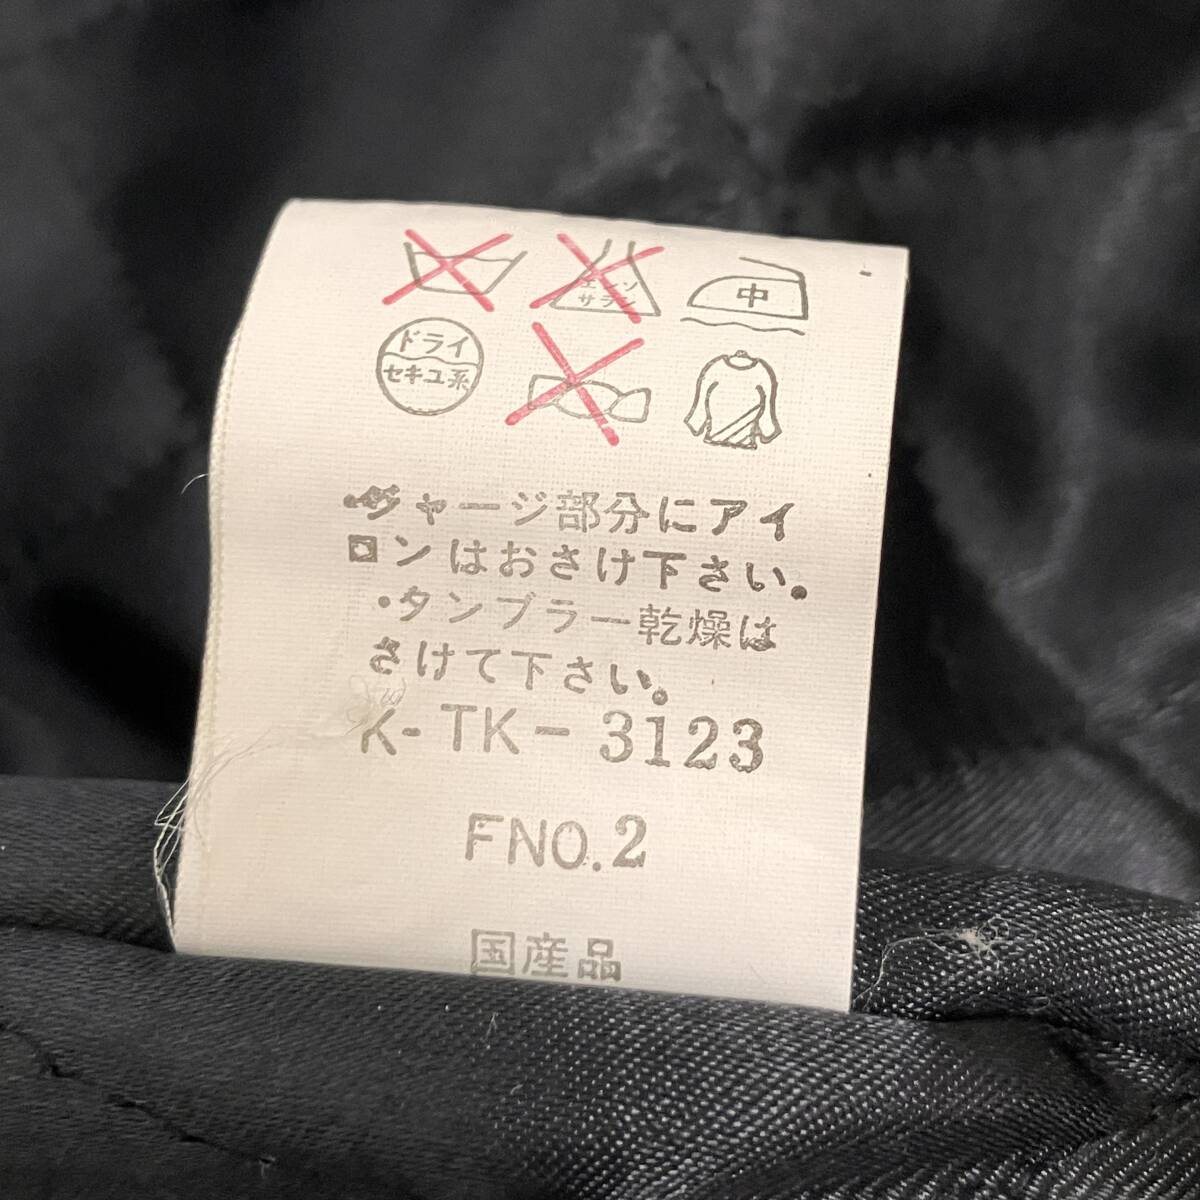 エンソ
サラシ
中
ドライ
セキユ系
・ジャージ部分にアイ
ロンはおさけ下さい。
・タンブラー乾燥は
さけて下さい。
K-TK-3123
FNO.2
国産品